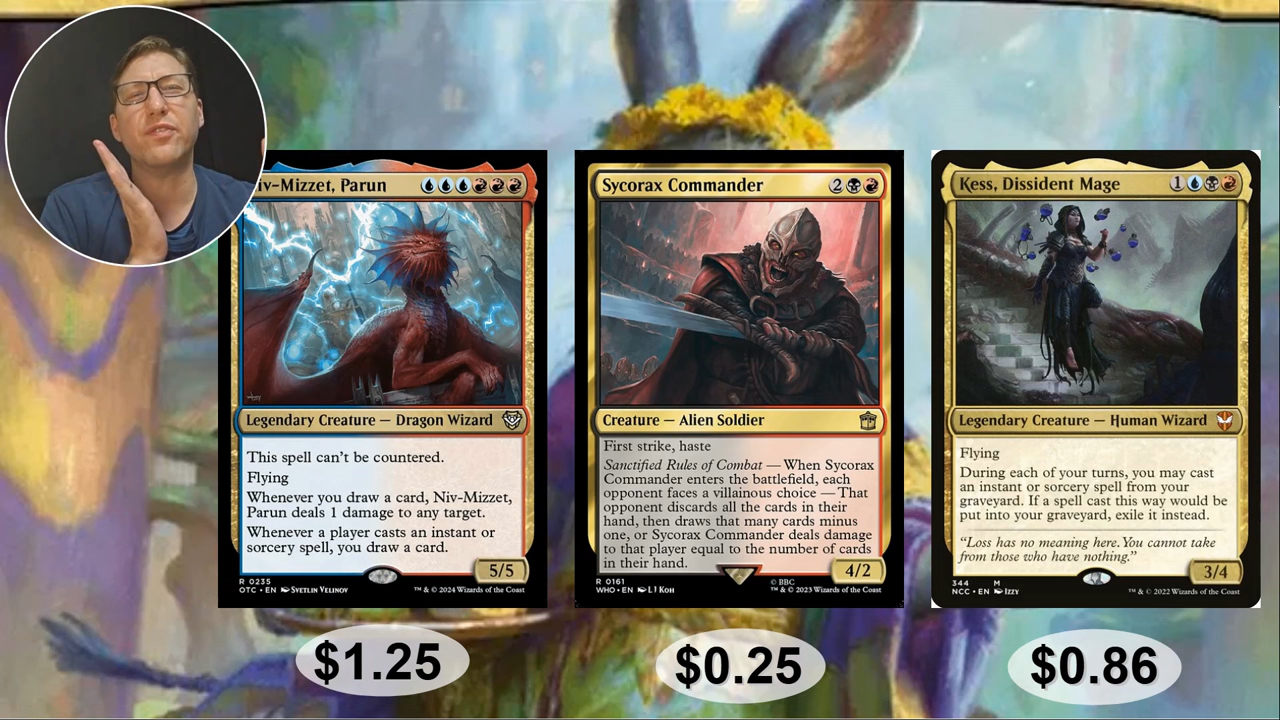 iv-Mizzet, Parun
Legendary Creature — Dragon Wizard
This spell can't be countered.
Flying
Whenever you draw a card, Niv-Mizzet,
Parun deals 1 damage to any target.
Whenever a player casts an instant or
sorcery spell, you draw a card.
5/5
R 0235
OTC • EN Svetlin Velinov
™ & © 2024 Wizards of the Coast
$1.25
Sycorax Commander
2
Creature — Alien Soldier
First strike, haste
Sanctified Rules of Combat — When Sycorax
Commander enters the battlefield, each
opponent faces a villainous choice — That
opponent discards all the cards in their
hand, then draws that many cards minus
one, or Sycorax Commander deals damage
to that player equal to the number of cards
in their hand.
4/2
R 0161
WHO • EN Li Koh
© BBC
™ & © 2023 Wizards of the Coast
$0.25
Kess, Dissident Mage
1
Legendary Creature — Human Wizard
Flying
During each of your turns, you may cast
an instant or sorcery spell from your
graveyard. If a spell cast this way would be
put into your graveyard, exile it instead.
"Loss has no meaning here. You cannot take
from those who have nothing."
3/4
344 M
NCC • EN Izzy
™ & © 2022 Wizards of the Coast
$0.86